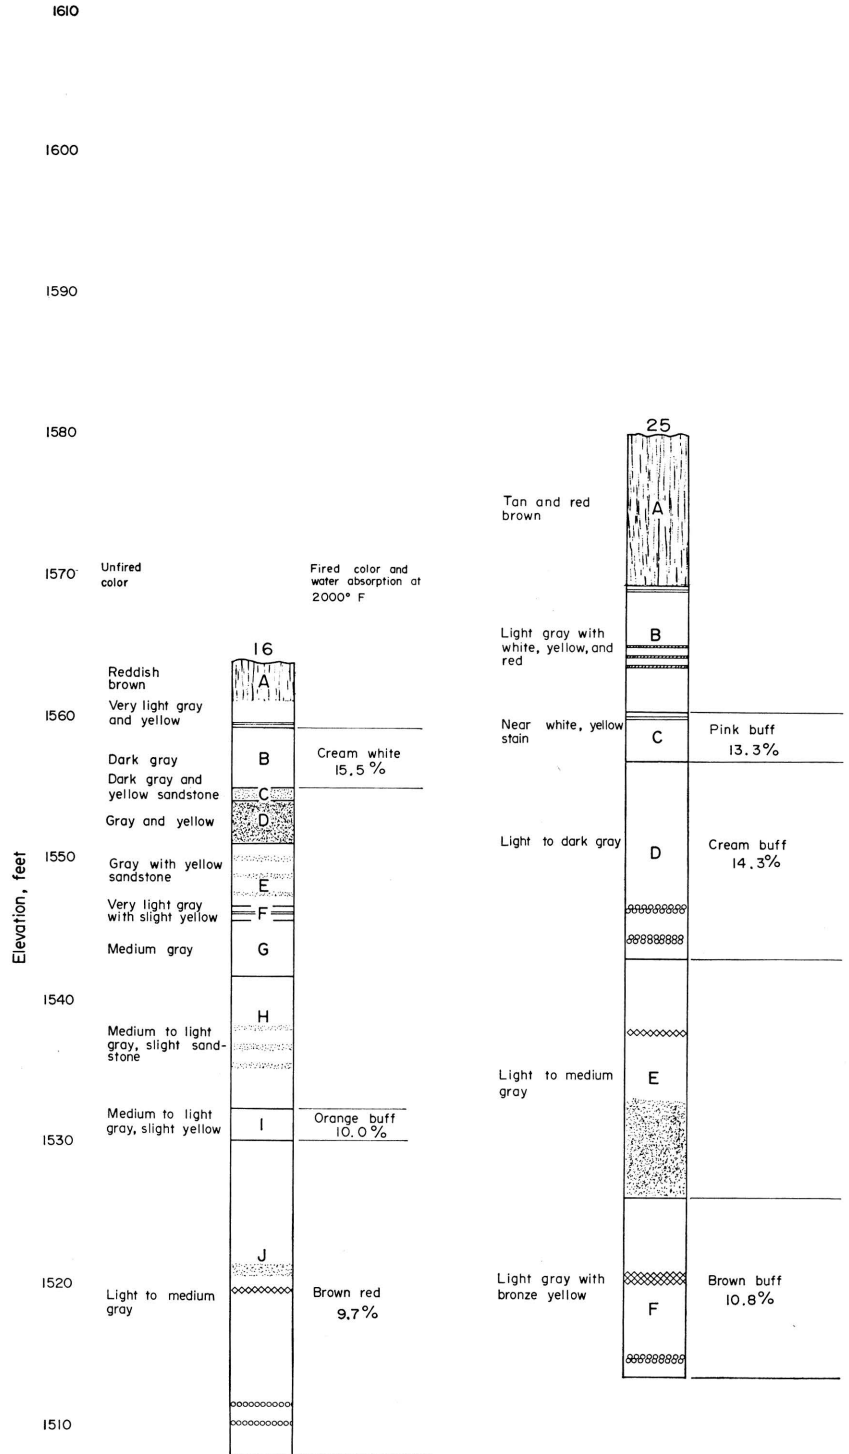 1610
1600
1590
1580
1570
1560
1550
1540
1530
1520
1510
Elevation, feet
Unfired
color
Fired color and
water absorption at
2000° F
16
Reddish
brown
A
Very light gray
and yellow
Dark gray
B
Cream white
15.5%
Dark gray and
yellow sandstone
C
Gray and yellow
D
Gray with yellow
sandstone
E
Very light gray
with slight yellow
F
Medium gray
G
H
Medium to light
gray, slight sand-
stone
Medium to light
gray, slight yellow
I
Orange buff
10.0%
J
Light to medium
gray
Brown red
9.7%
25
Tan and red
brown
A
Light gray with
white, yellow, and
red
B
Near white, yellow
stain
C
Pink buff
13.3%
Light to dark gray
D
Cream buff
14.3%
Light to medium
gray
E
Light gray with
bronze yellow
F
Brown buff
10.8%